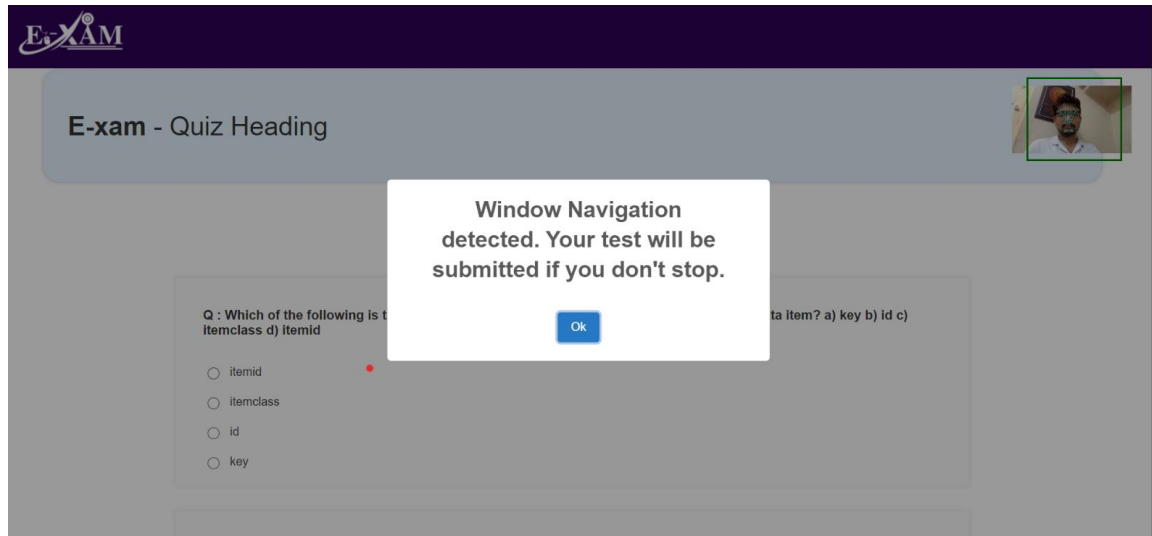 E-XAM
E-xam - Quiz Heading
Window Navigation
detected. Your test will be
submitted if you don't stop.
Ok
Q : Which of the following is t
ta item? a) key b) id c)
itemclass d) itemid
itemid
itemclass
id
key